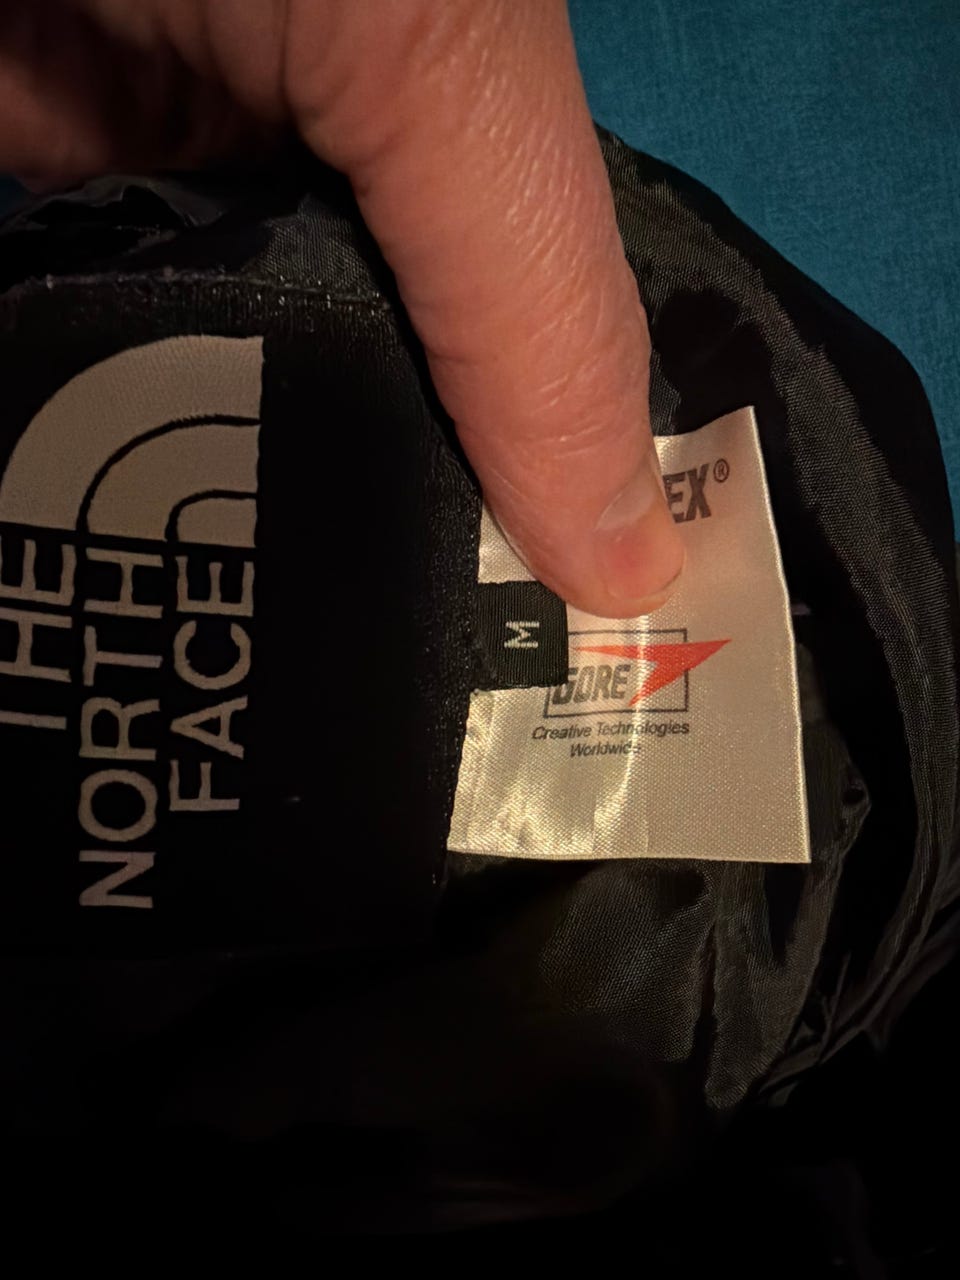 THE
NORTH
FACE
M
EX®
GORE
Creative Technologies
Worldwide